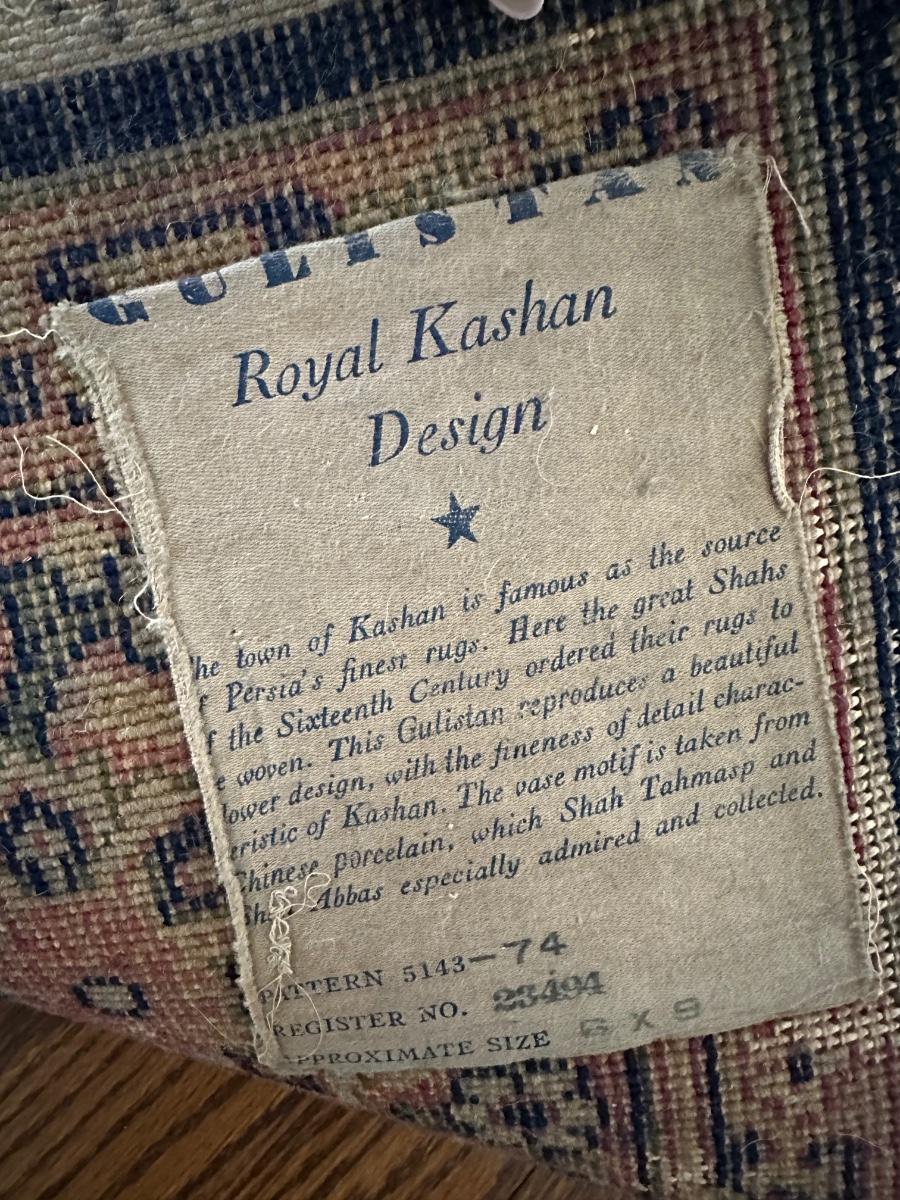 GULISTAN
Royal Kashan
Design
he town of Kashan is famous as the source
f Persia's finest rugs. Here the great Shahs
f the Sixteenth Century ordered their rugs to
e woven. This Gulistan reproduces a beautiful
lower design, with the fineness of detail charac-
eristic of Kashan. The vase motif is taken from
Chinese porcelain, which Shah Tahmasp and
Abbas especially admired and collected.
PATTERN 5143-74
REGISTER NO. 23494
APPROXIMATE SIZE 6 X 9